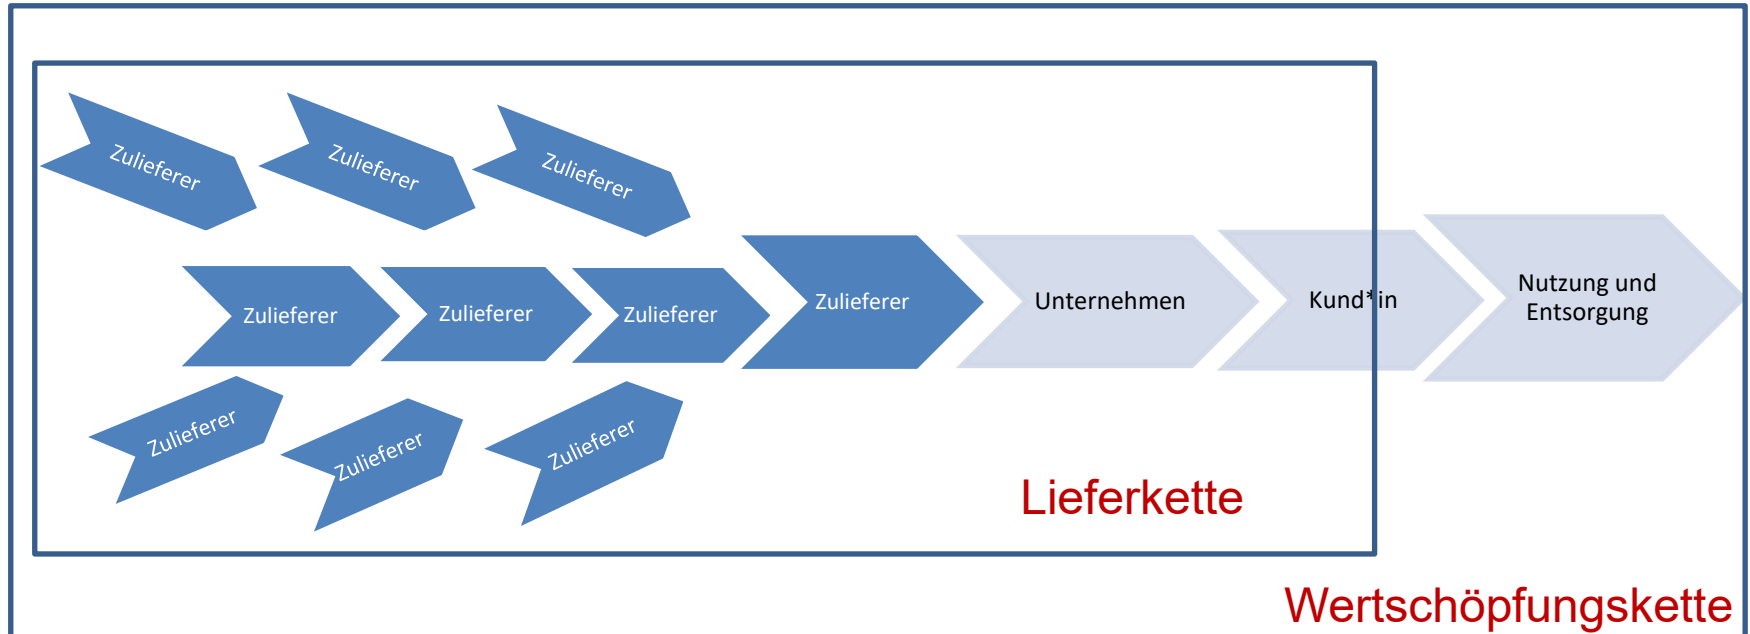 Zulieferer
Zulieferer
Zulieferer
Zulieferer
Zulieferer
Zulieferer
Zulieferer
Unternehmen
Kund*in
Nutzung und
Entsorgung
Zulieferer
Zulieferer
Zulieferer
Lieferkette
Wertschöpfungskette